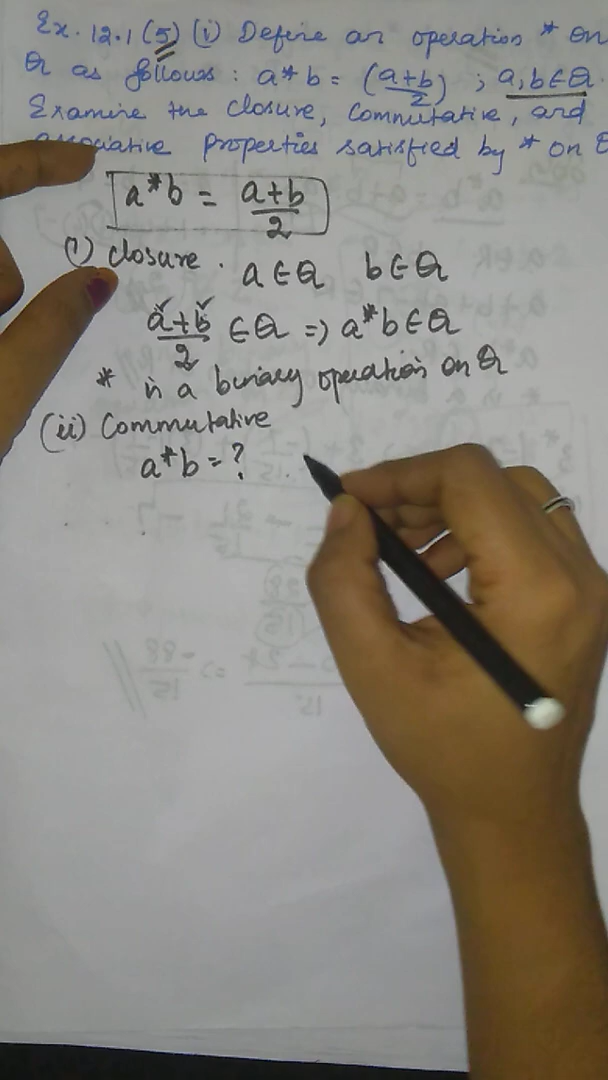 Ex. 12.1 (5) (i) Define an operation * on
Q as follows : a*b = (a+b/2) ; a,b∈Q.
Examine the closure, Commutative, and
associative properties satisfied by * on Q
a*b = a+b/2
(i) closure . a∈Q b∈Q
a+b/2 ∈Q => a*b∈Q
* is a binary operation on Q
(ii) Commutative
a*b = ?